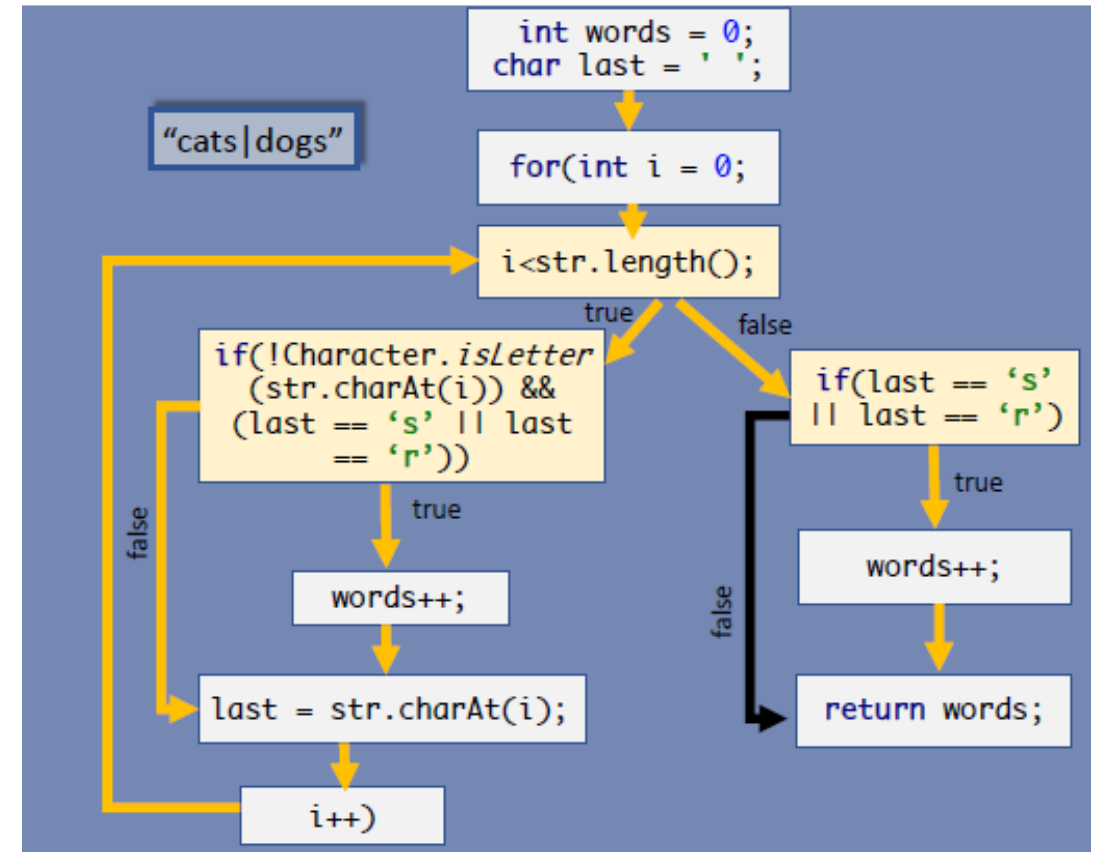 int words = 0;
char last = ' ';
“cats|dogs”
for(int i = 0;
i<str.length();
true
false
if(!Character.isLetter
(str.charAt(i)) &&
(last == ‘s’ || last
== ‘r’))
if(last == ‘s’
|| last == ‘r’)
true
true
false
words++;
words++;
false
last = str.charAt(i);
return words;
i++)